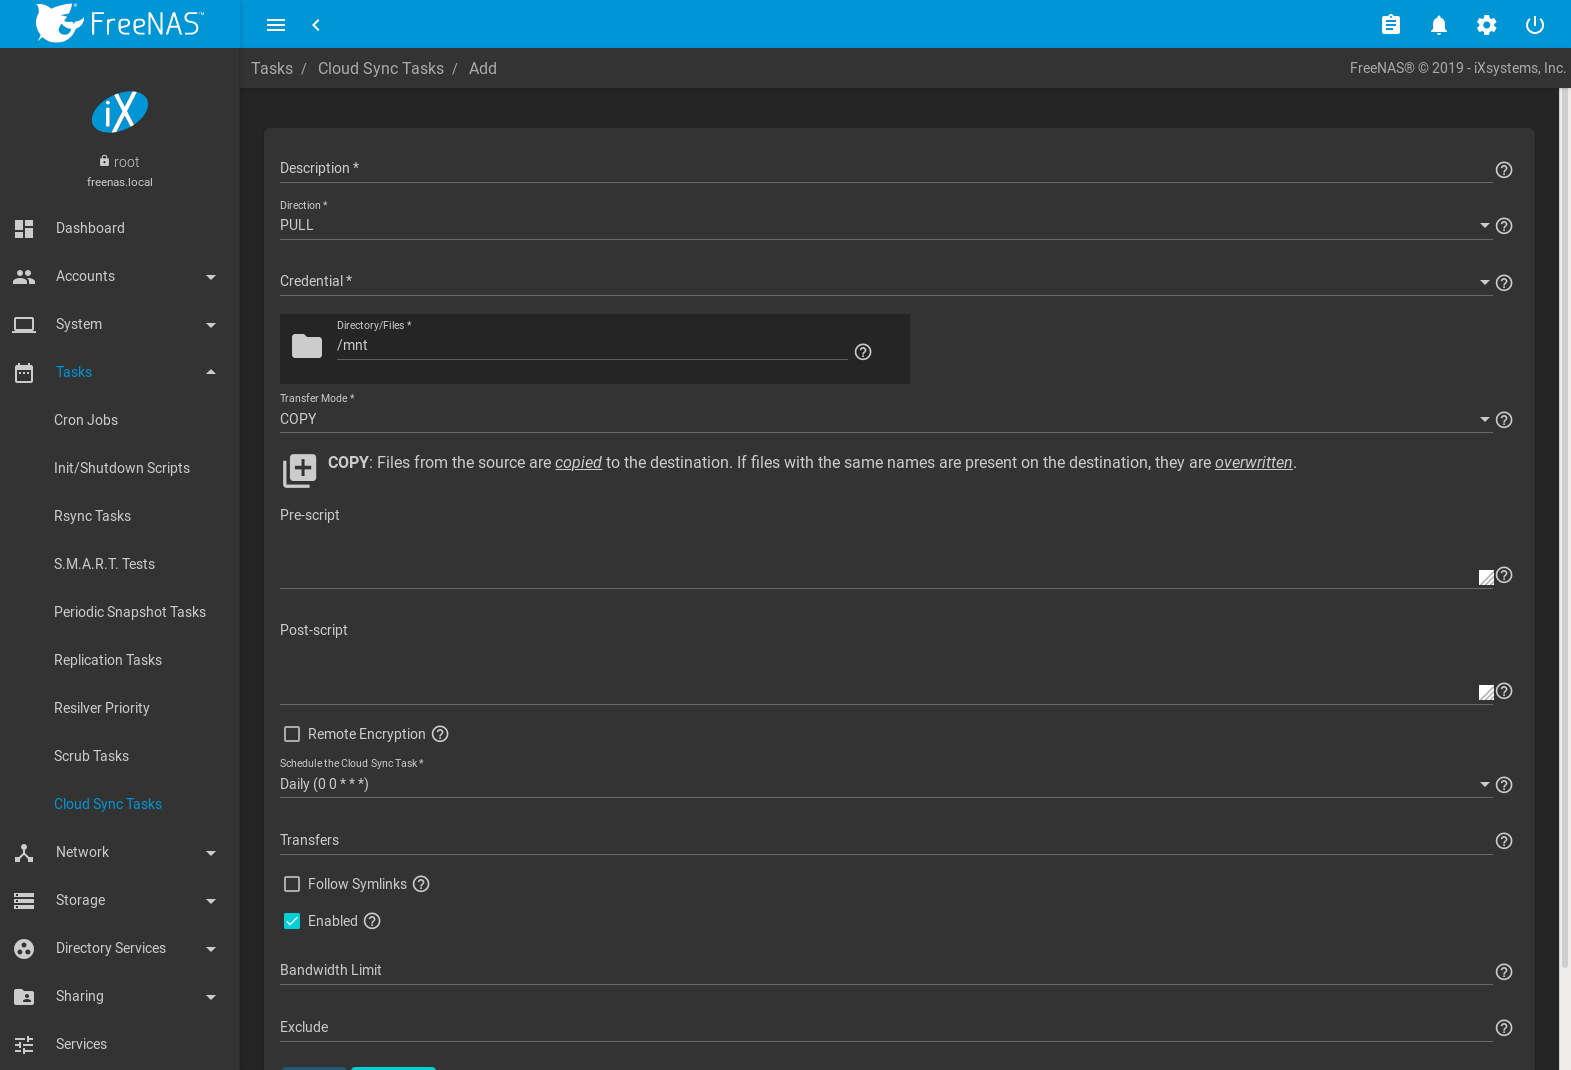 FreeNAS™
Tasks / Cloud Sync Tasks / Add
FreeNAS® © 2019 - iXsystems, Inc.
iX
root
freenas.local
Dashboard
Accounts
System
Tasks
Cron Jobs
Init/Shutdown Scripts
Rsync Tasks
S.M.A.R.T. Tests
Periodic Snapshot Tasks
Replication Tasks
Resilver Priority
Scrub Tasks
Cloud Sync Tasks
Network
Storage
Directory Services
Sharing
Services
Description *
Direction *
PULL
Credential *
Directory/Files *
/mnt
Transfer Mode *
COPY
COPY: Files from the source are copied to the destination. If files with the same names are present on the destination, they are overwritten.
Pre-script
Post-script
Remote Encryption
Schedule the Cloud Sync Task *
Daily (0 0 * * *)
Transfers
Follow Symlinks
Enabled
Bandwidth Limit
Exclude